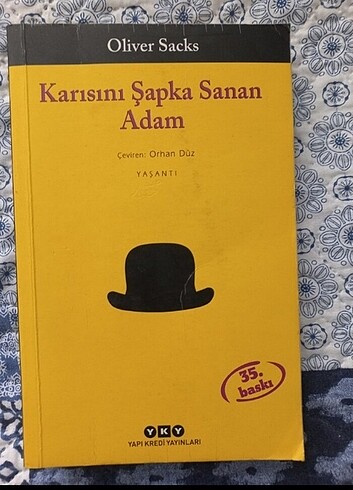 Oliver Sacks
Karısını Şapka Sanan
Adam
Çeviren: Orhan Düz
YAŞANTI
35.
baskı
YKY
YAPI KREDİ YAYINLARI